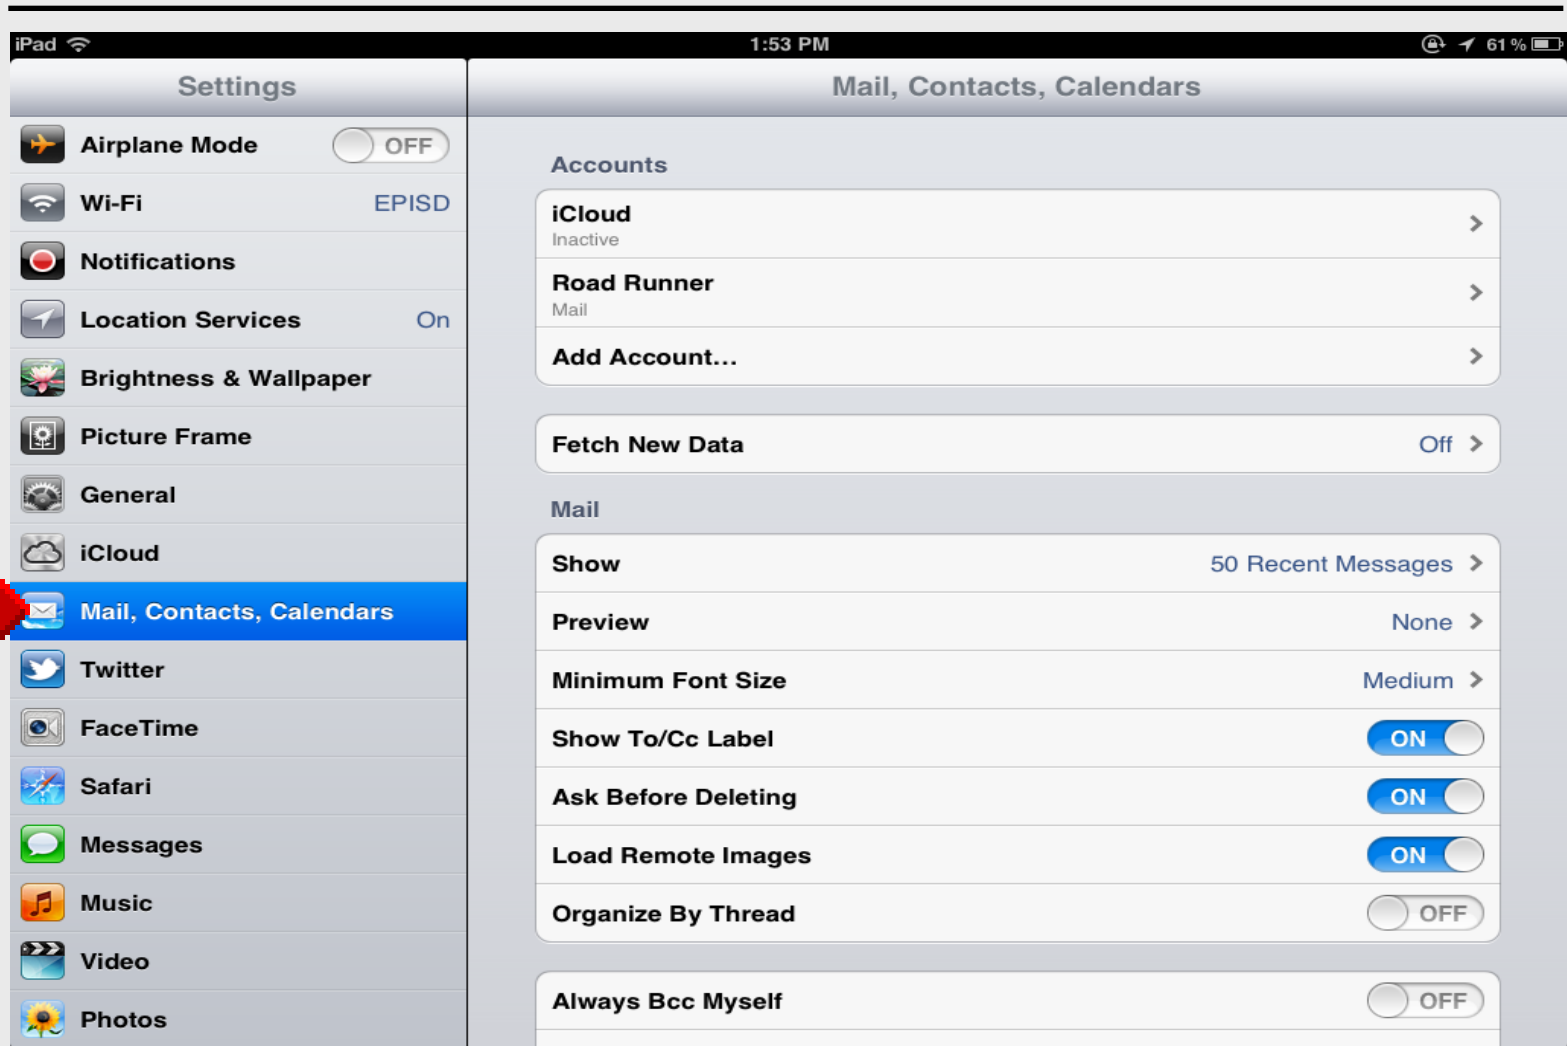 iPad 1:53 PM 61%
Settings
Mail, Contacts, Calendars
Airplane Mode OFF
Wi-Fi EPISD
Notifications
Location Services On
Brightness & Wallpaper
Picture Frame
General
iCloud
Mail, Contacts, Calendars
Twitter
FaceTime
Safari
Messages
Music
Video
Photos
Accounts
iCloud
Inactive
Road Runner
Mail
Add Account...
Fetch New Data Off
Mail
Show 50 Recent Messages
Preview None
Minimum Font Size Medium
Show To/Cc Label ON
Ask Before Deleting ON
Load Remote Images ON
Organize By Thread OFF
Always Bcc Myself OFF